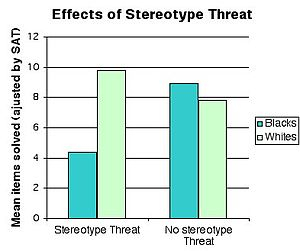 Effects of Stereotype Threat
Mean items solved (ajusted by SAT)
12
10
8
6
4
2
0
Stereotype Threat
No stereotype
Threat
Blacks
Whites